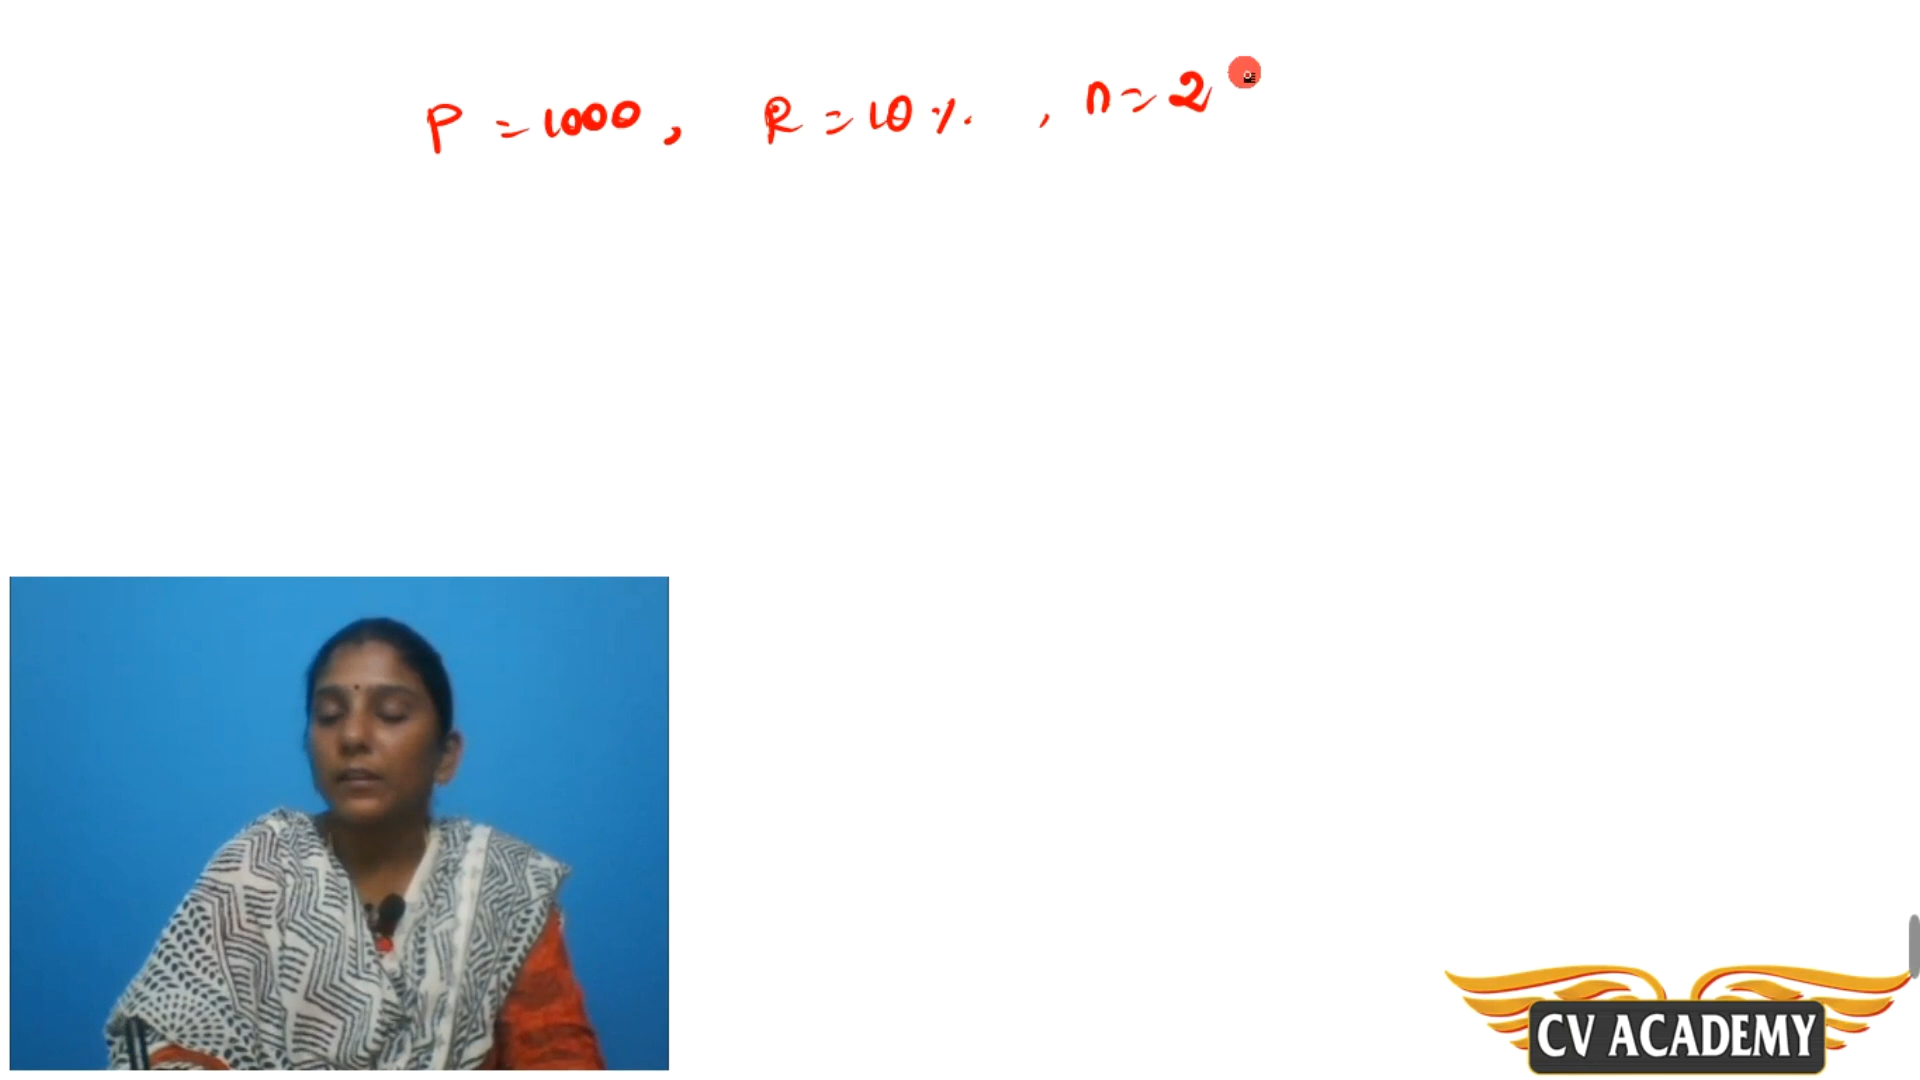 P = 1000, R = 10%, n = 2
CV ACADEMY